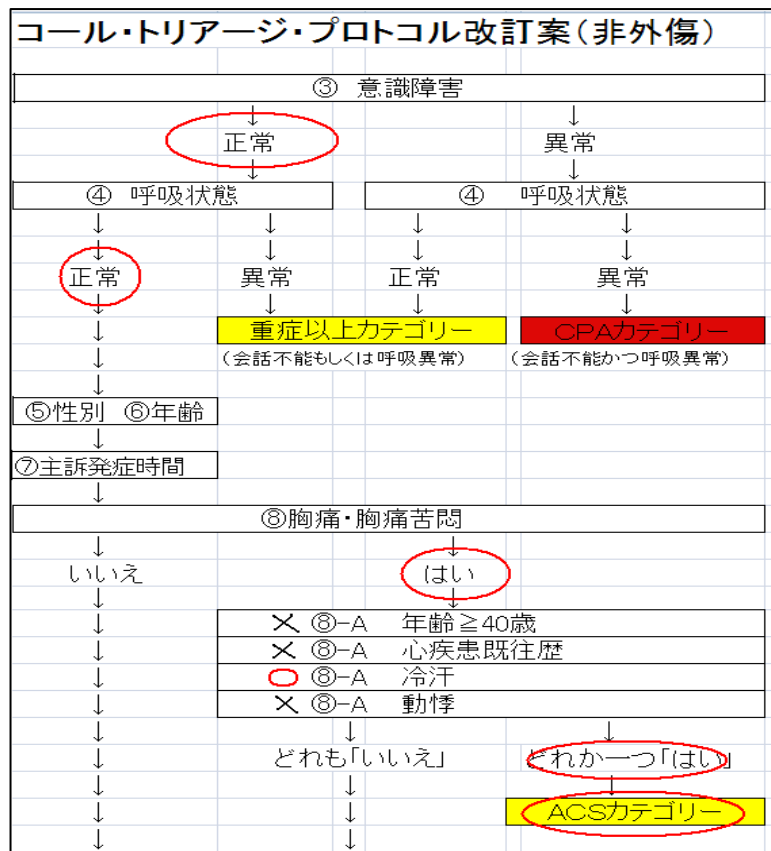 コール・トリアージ・プロトコル改訂案(非外傷)
③ 意識障害
↓ ↓
正常 異常
↓ ↓
④ 呼吸状態 ④ 呼吸状態
↓ ↓ ↓ ↓
↓ ↓ ↓ ↓
正常 異常 正常 異常
↓ ↓ ↓ ↓
↓ 重症以上カテゴリー CPAカテゴリー
↓ (会話不能もしくは呼吸異常) (会話不能かつ呼吸異常)
↓
⑤性別 ⑥年齢
↓
⑦主訴発症時間
↓
⑧胸痛・胸痛苦悶
↓ ↓
いいえ はい
↓ ↓
↓ × ⑧-A 年齢≧40歳
↓ × ⑧-A 心疾患既往歴
↓ ○ ⑧-A 冷汗
↓ × ⑧-A 動悸
↓ ↓ ↓
↓ どれも「いいえ」 どれか一つ「はい」
↓ ↓ ↓
↓ ↓ ACSカテゴリー
↓ ↓